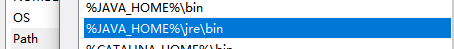 %JAVA_HOME%\bin
OS
%JAVA_HOME%\jre\bin
Path
%CATALINA_HOME%\bin